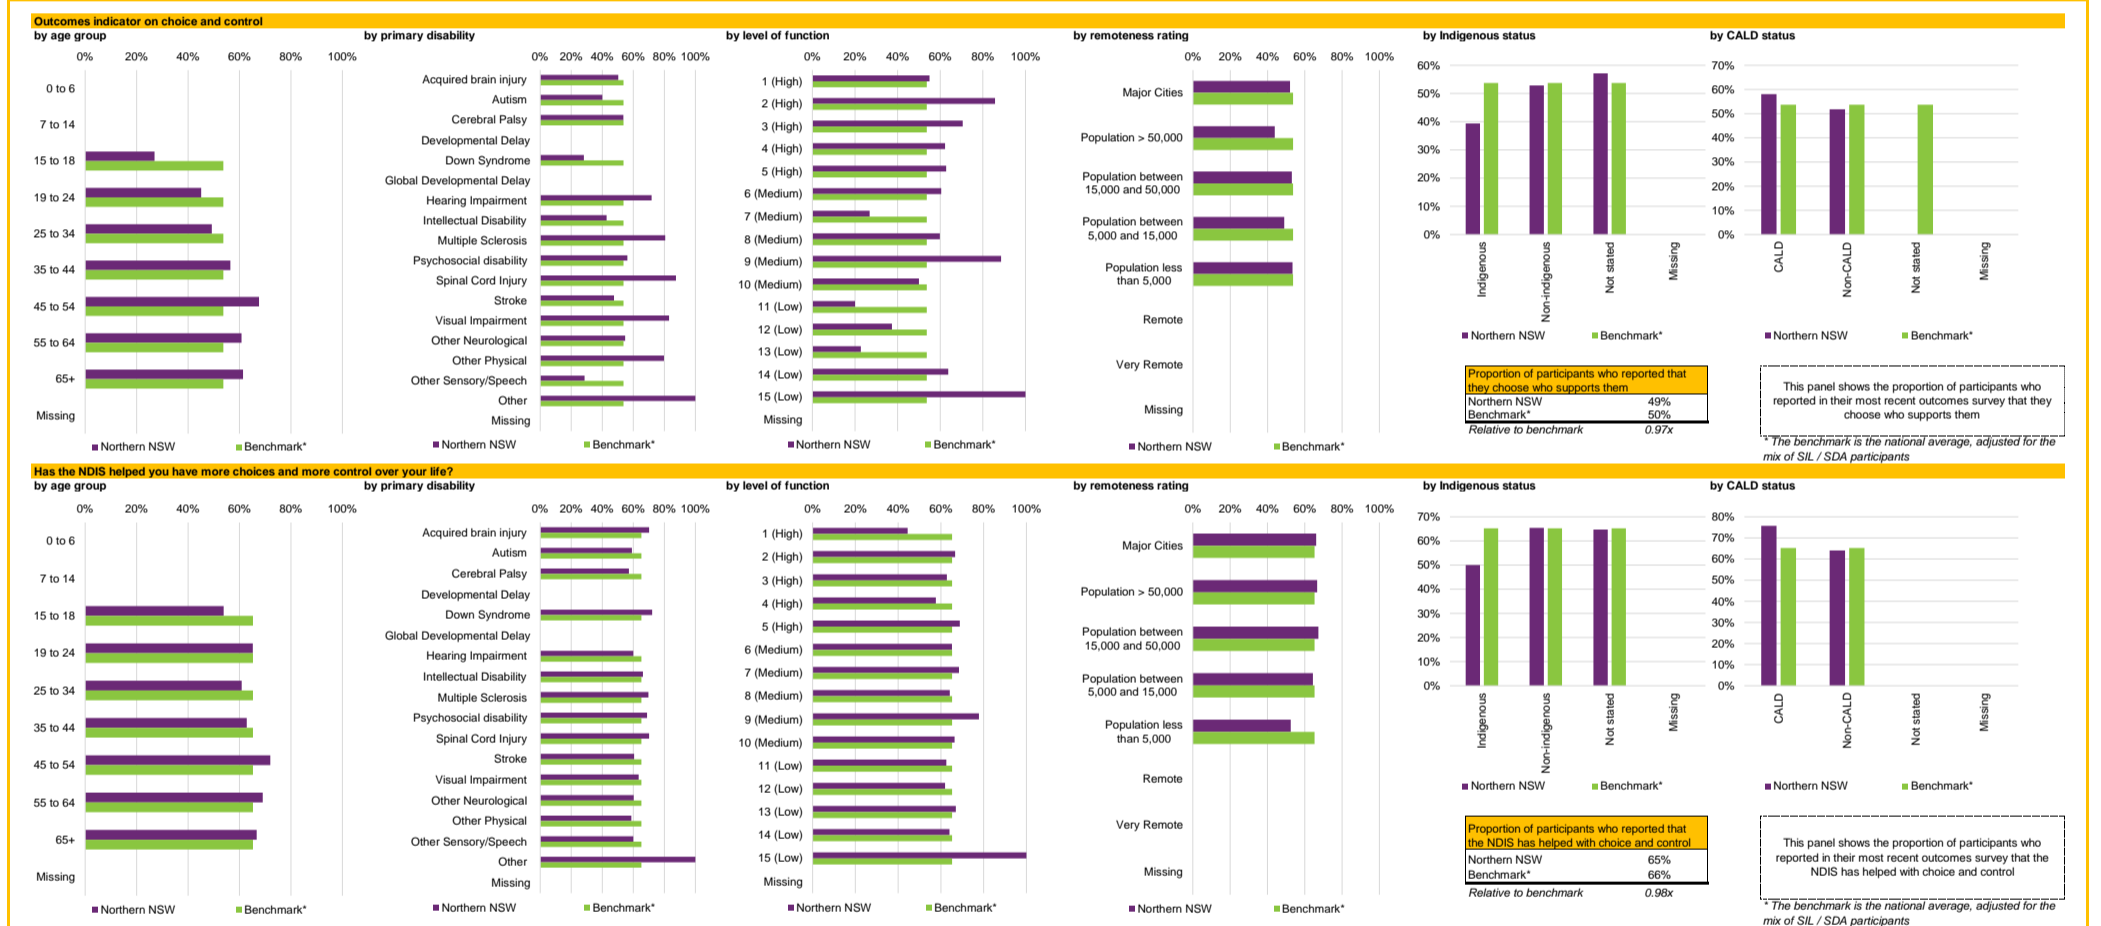 Outcomes indicator on choice and control
by age group
0% 20% 40% 60% 80% 100%
0 to 6
7 to 14
15 to 18
19 to 24
25 to 34
35 to 44
45 to 54
55 to 64
65+
Missing
Northern NSW Benchmark*
by primary disability
0% 20% 40% 60% 80% 100%
Acquired brain injury
Autism
Cerebral Palsy
Developmental Delay
Down Syndrome
Global Developmental Delay
Hearing Impairment
Intellectual Disability
Multiple Sclerosis
Psychosocial disability
Spinal Cord Injury
Stroke
Visual Impairment
Other Neurological
Other Physical
Other Sensory/Speech
Other
Missing
Northern NSW Benchmark*
by level of function
0% 20% 40% 60% 80% 100%
1 (High)
2 (High)
3 (High)
4 (High)
5 (High)
6 (Medium)
7 (Medium)
8 (Medium)
9 (Medium)
10 (Medium)
11 (Low)
12 (Low)
13 (Low)
14 (Low)
15 (Low)
Missing
Northern NSW Benchmark*
by remoteness rating
0% 20% 40% 60% 80% 100%
Major Cities
Population > 50,000
Population between
15,000 and 50,000
Population between
5,000 and 15,000
Population less
than 5,000
Remote
Very Remote
Missing
Northern NSW Benchmark*
by Indigenous status
60%
50%
40%
30%
20%
10%
0%
Indigenous
Non-indigenous
Not stated
Missing
Northern NSW Benchmark*
by CALD status
70%
60%
50%
40%
30%
20%
10%
0%
CALD
Non-CALD
Not stated
Missing
Northern NSW Benchmark*
Proportion of participants who reported that
they choose who supports them
Northern NSW 49%
Benchmark* 50%
Relative to benchmark 0.97x
This panel shows the proportion of participants who
reported in their most recent outcomes survey that they
choose who supports them
* The benchmark is the national average, adjusted for the
mix of SIL / SDA participants
Has the NDIS helped you have more choices and more control over your life?
by age group
0% 20% 40% 60% 80% 100%
0 to 6
7 to 14
15 to 18
19 to 24
25 to 34
35 to 44
45 to 54
55 to 64
65+
Missing
Northern NSW Benchmark*
by primary disability
0% 20% 40% 60% 80% 100%
Acquired brain injury
Autism
Cerebral Palsy
Developmental Delay
Down Syndrome
Global Developmental Delay
Hearing Impairment
Intellectual Disability
Multiple Sclerosis
Psychosocial disability
Spinal Cord Injury
Stroke
Visual Impairment
Other Neurological
Other Physical
Other Sensory/Speech
Other
Missing
Northern NSW Benchmark*
by level of function
0% 20% 40% 60% 80% 100%
1 (High)
2 (High)
3 (High)
4 (High)
5 (High)
6 (Medium)
7 (Medium)
8 (Medium)
9 (Medium)
10 (Medium)
11 (Low)
12 (Low)
13 (Low)
14 (Low)
15 (Low)
Missing
Northern NSW Benchmark*
by remoteness rating
0% 20% 40% 60% 80% 100%
Major Cities
Population > 50,000
Population between
15,000 and 50,000
Population between
5,000 and 15,000
Population less
than 5,000
Remote
Very Remote
Missing
Northern NSW Benchmark*
by Indigenous status
70%
60%
50%
40%
30%
20%
10%
0%
Indigenous
Non-indigenous
Not stated
Missing
Northern NSW Benchmark*
by CALD status
80%
70%
60%
50%
40%
30%
20%
10%
0%
CALD
Non-CALD
Not stated
Missing
Northern NSW Benchmark*
Proportion of participants who reported that
the NDIS has helped with choice and control
Northern NSW 65%
Benchmark* 66%
Relative to benchmark 0.98x
This panel shows the proportion of participants who
reported in their most recent outcomes survey that the
NDIS has helped with choice and control
* The benchmark is the national average, adjusted for the
mix of SIL / SDA participants